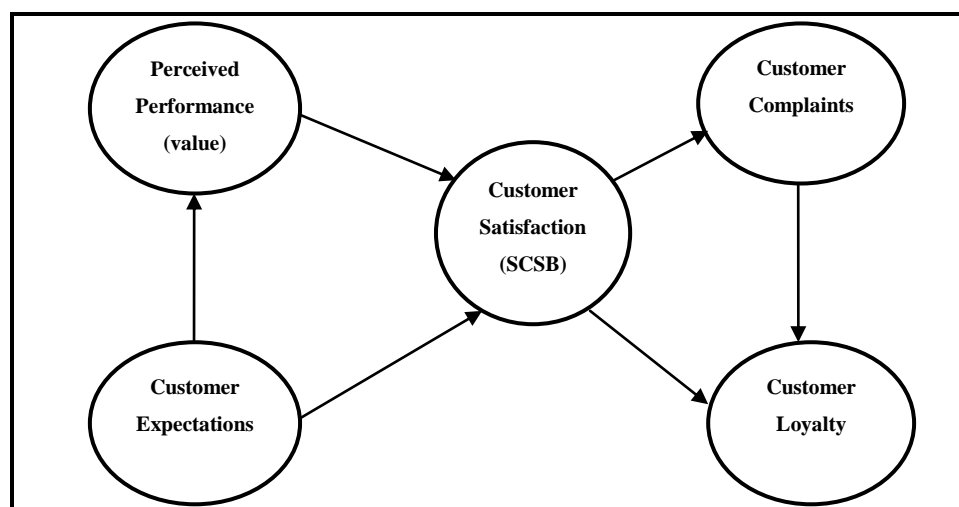 Perceived
Performance
(value)
Customer
Complaints
Customer
Satisfaction
(SCSB)
Customer
Expectations
Customer
Loyalty